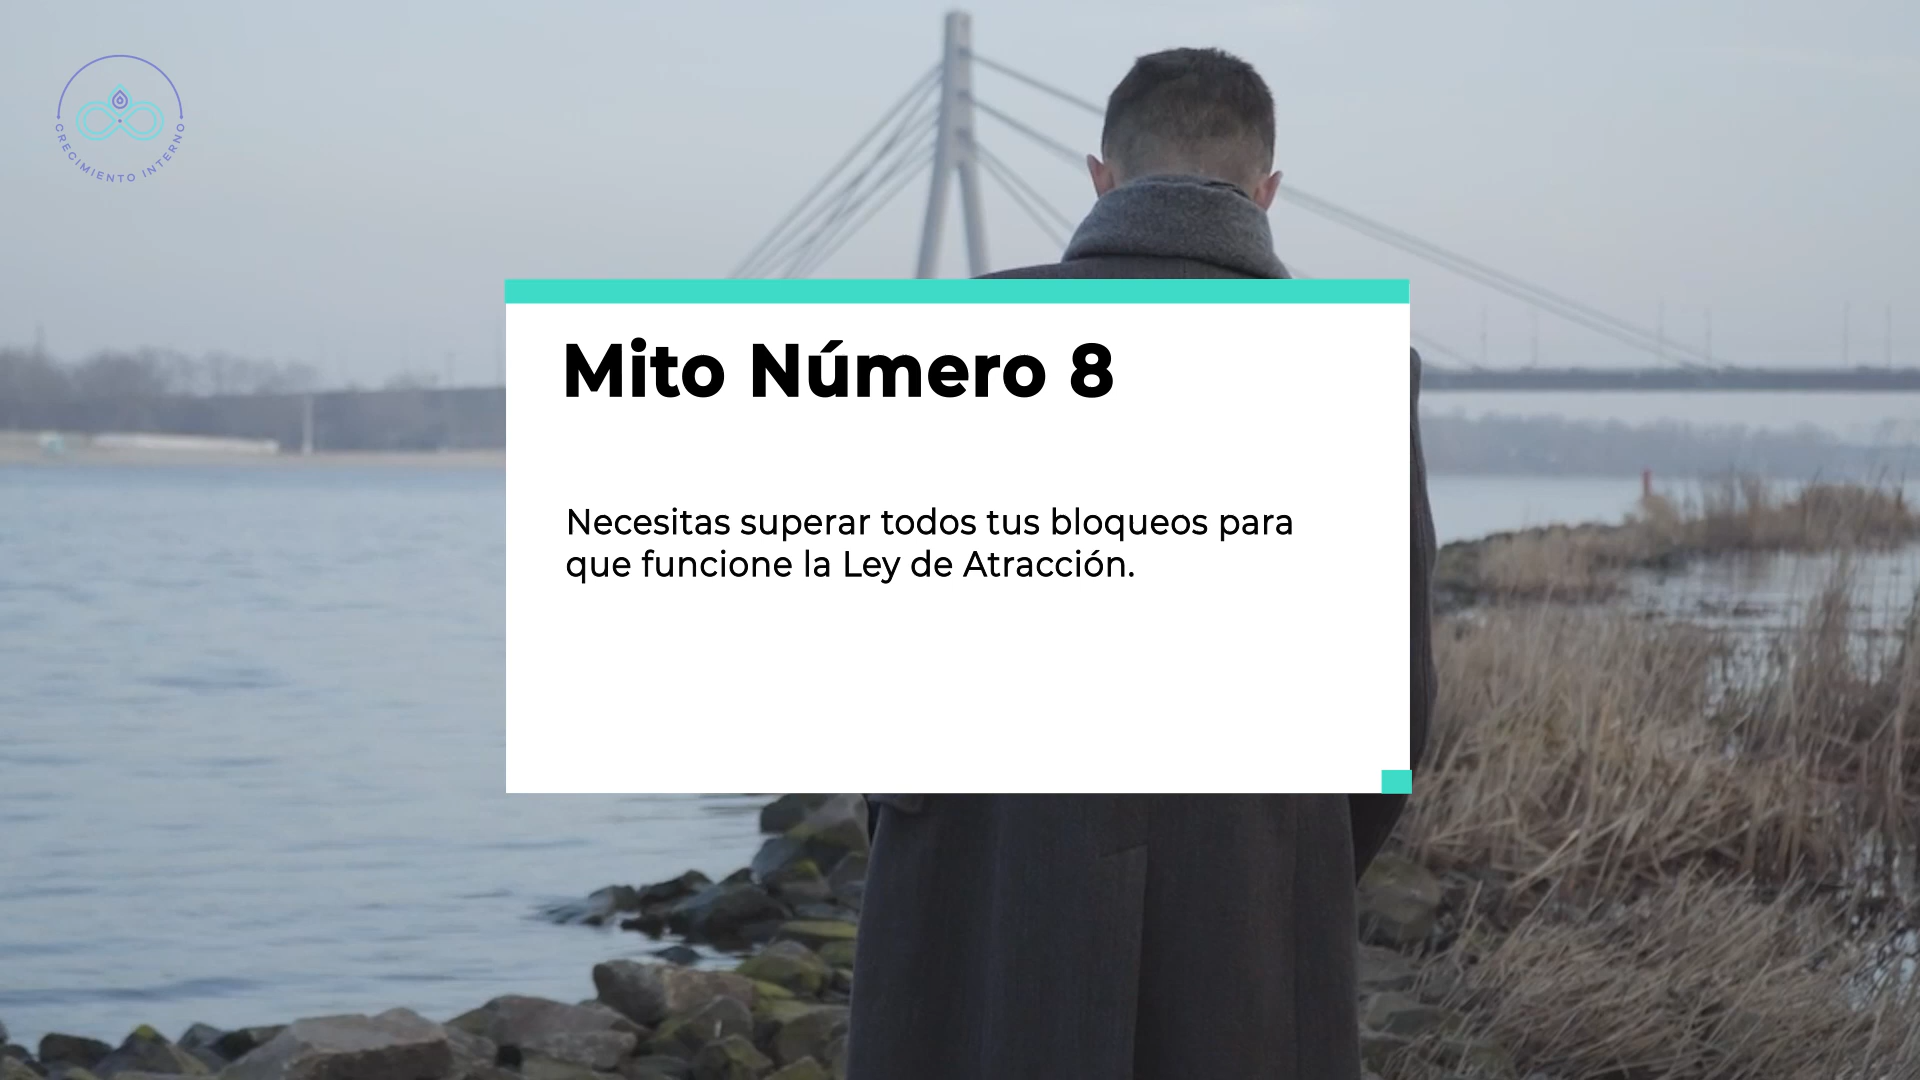 CRECIMIENTO INTERNO
Mito Número 8
Necesitas superar todos tus bloqueos para
que funcione la Ley de Atracción.